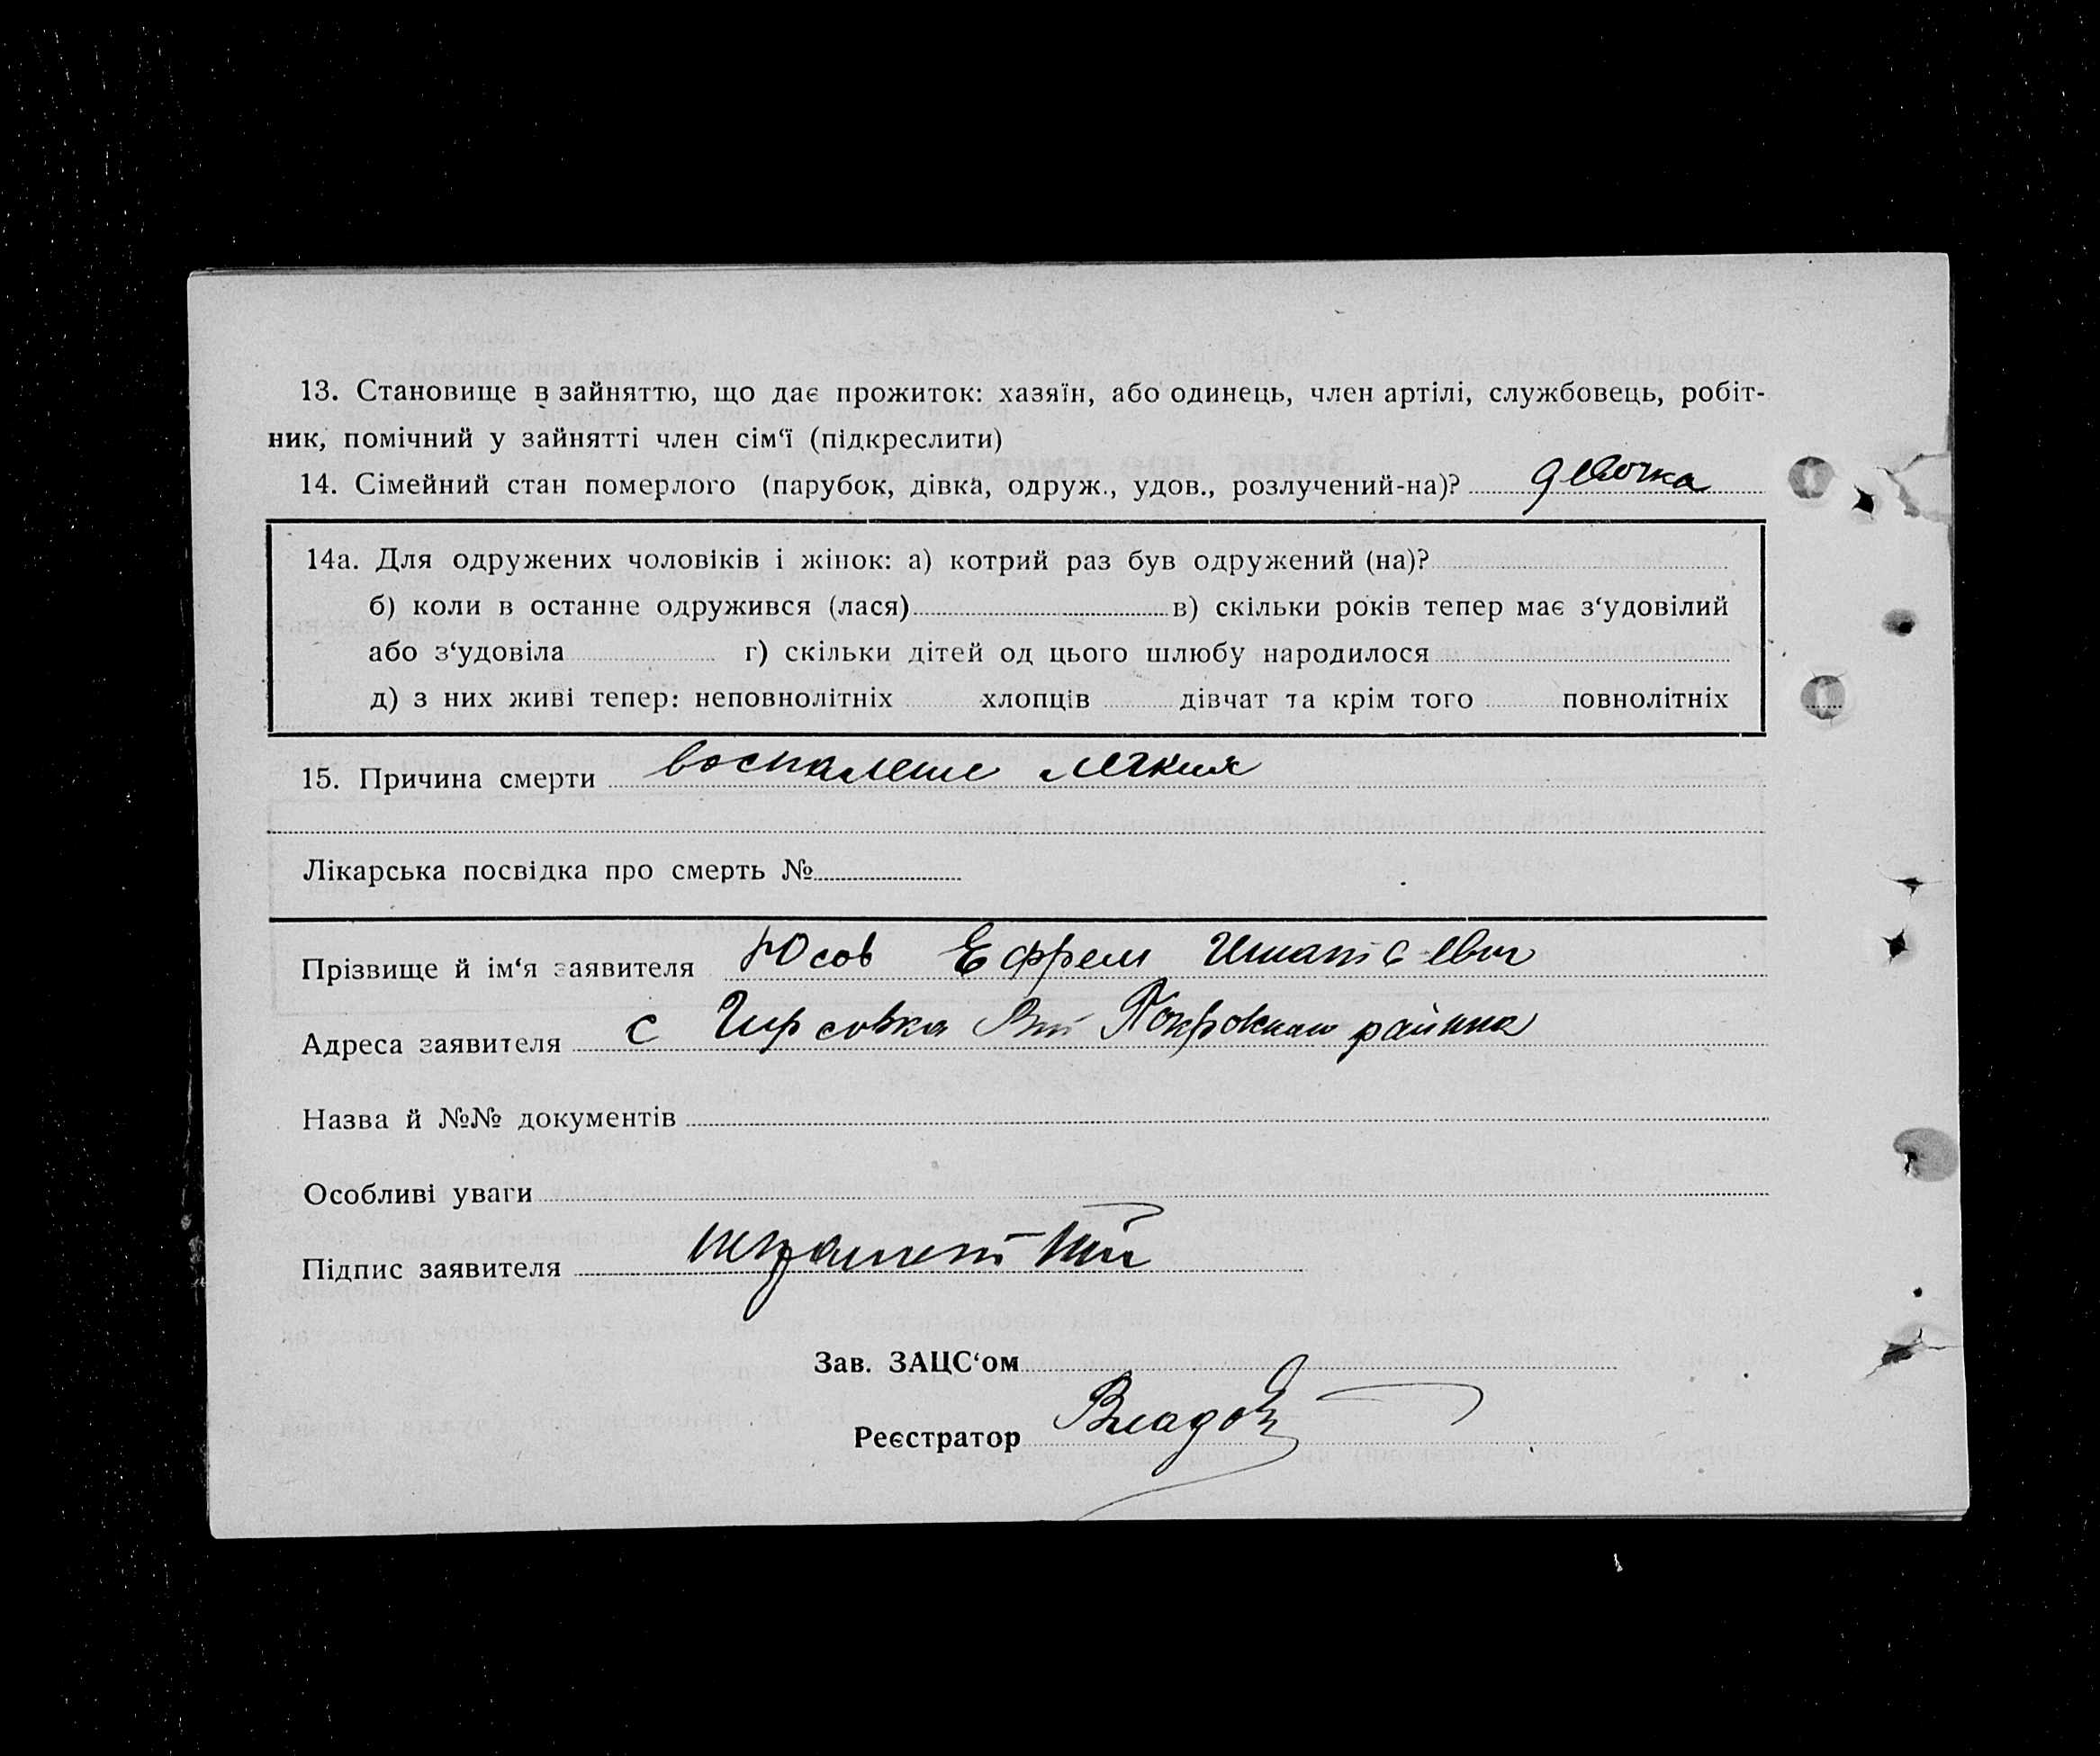 13. Становище в зайняттю, що дає прожиток: хазяїн, або одинець, член артілі, службовець, робіт-
ник, помічний у зайнятті член сім‘ї (підкреслити)
14. Сімейний стан померлого (парубок, дівка, одруж., удов., розлучений-на)? девочка
14а. Для одружених чоловіків і жінок: а) котрий раз був одружений (на)?
б) коли в останнє одружився (лася) в) скільки років тепер має з‘удовілий
або з‘удовіла г) скільки дітей од цього шлюбу народилося
д) з них живі тепер: неповнолітніх хлопців дівчат та крім того повнолітніх
15. Причина смерти воспаление легких
Лікарська посвідка про смерть №
Прізвище й ім‘я заявителя Юсов Ефрем
Адреса заявителя с Гирсовка района
Назва й №№ документів
Особливі уваги
Підпис заявителя
Зав. ЗАЦС‘ом
Реєстратор